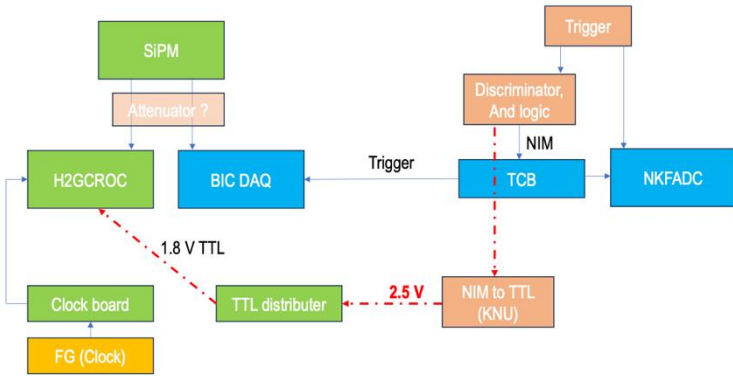 Trigger
SiPM
Discriminator,
And logic
Attenuator ?
NIM
Trigger
H2GCROC
BIC DAQ
TCB
NKFADC
1.8 V TTL
2.5 V
Clock board
TTL distributer
NIM to TTL
(KNU)
FG (Clock)